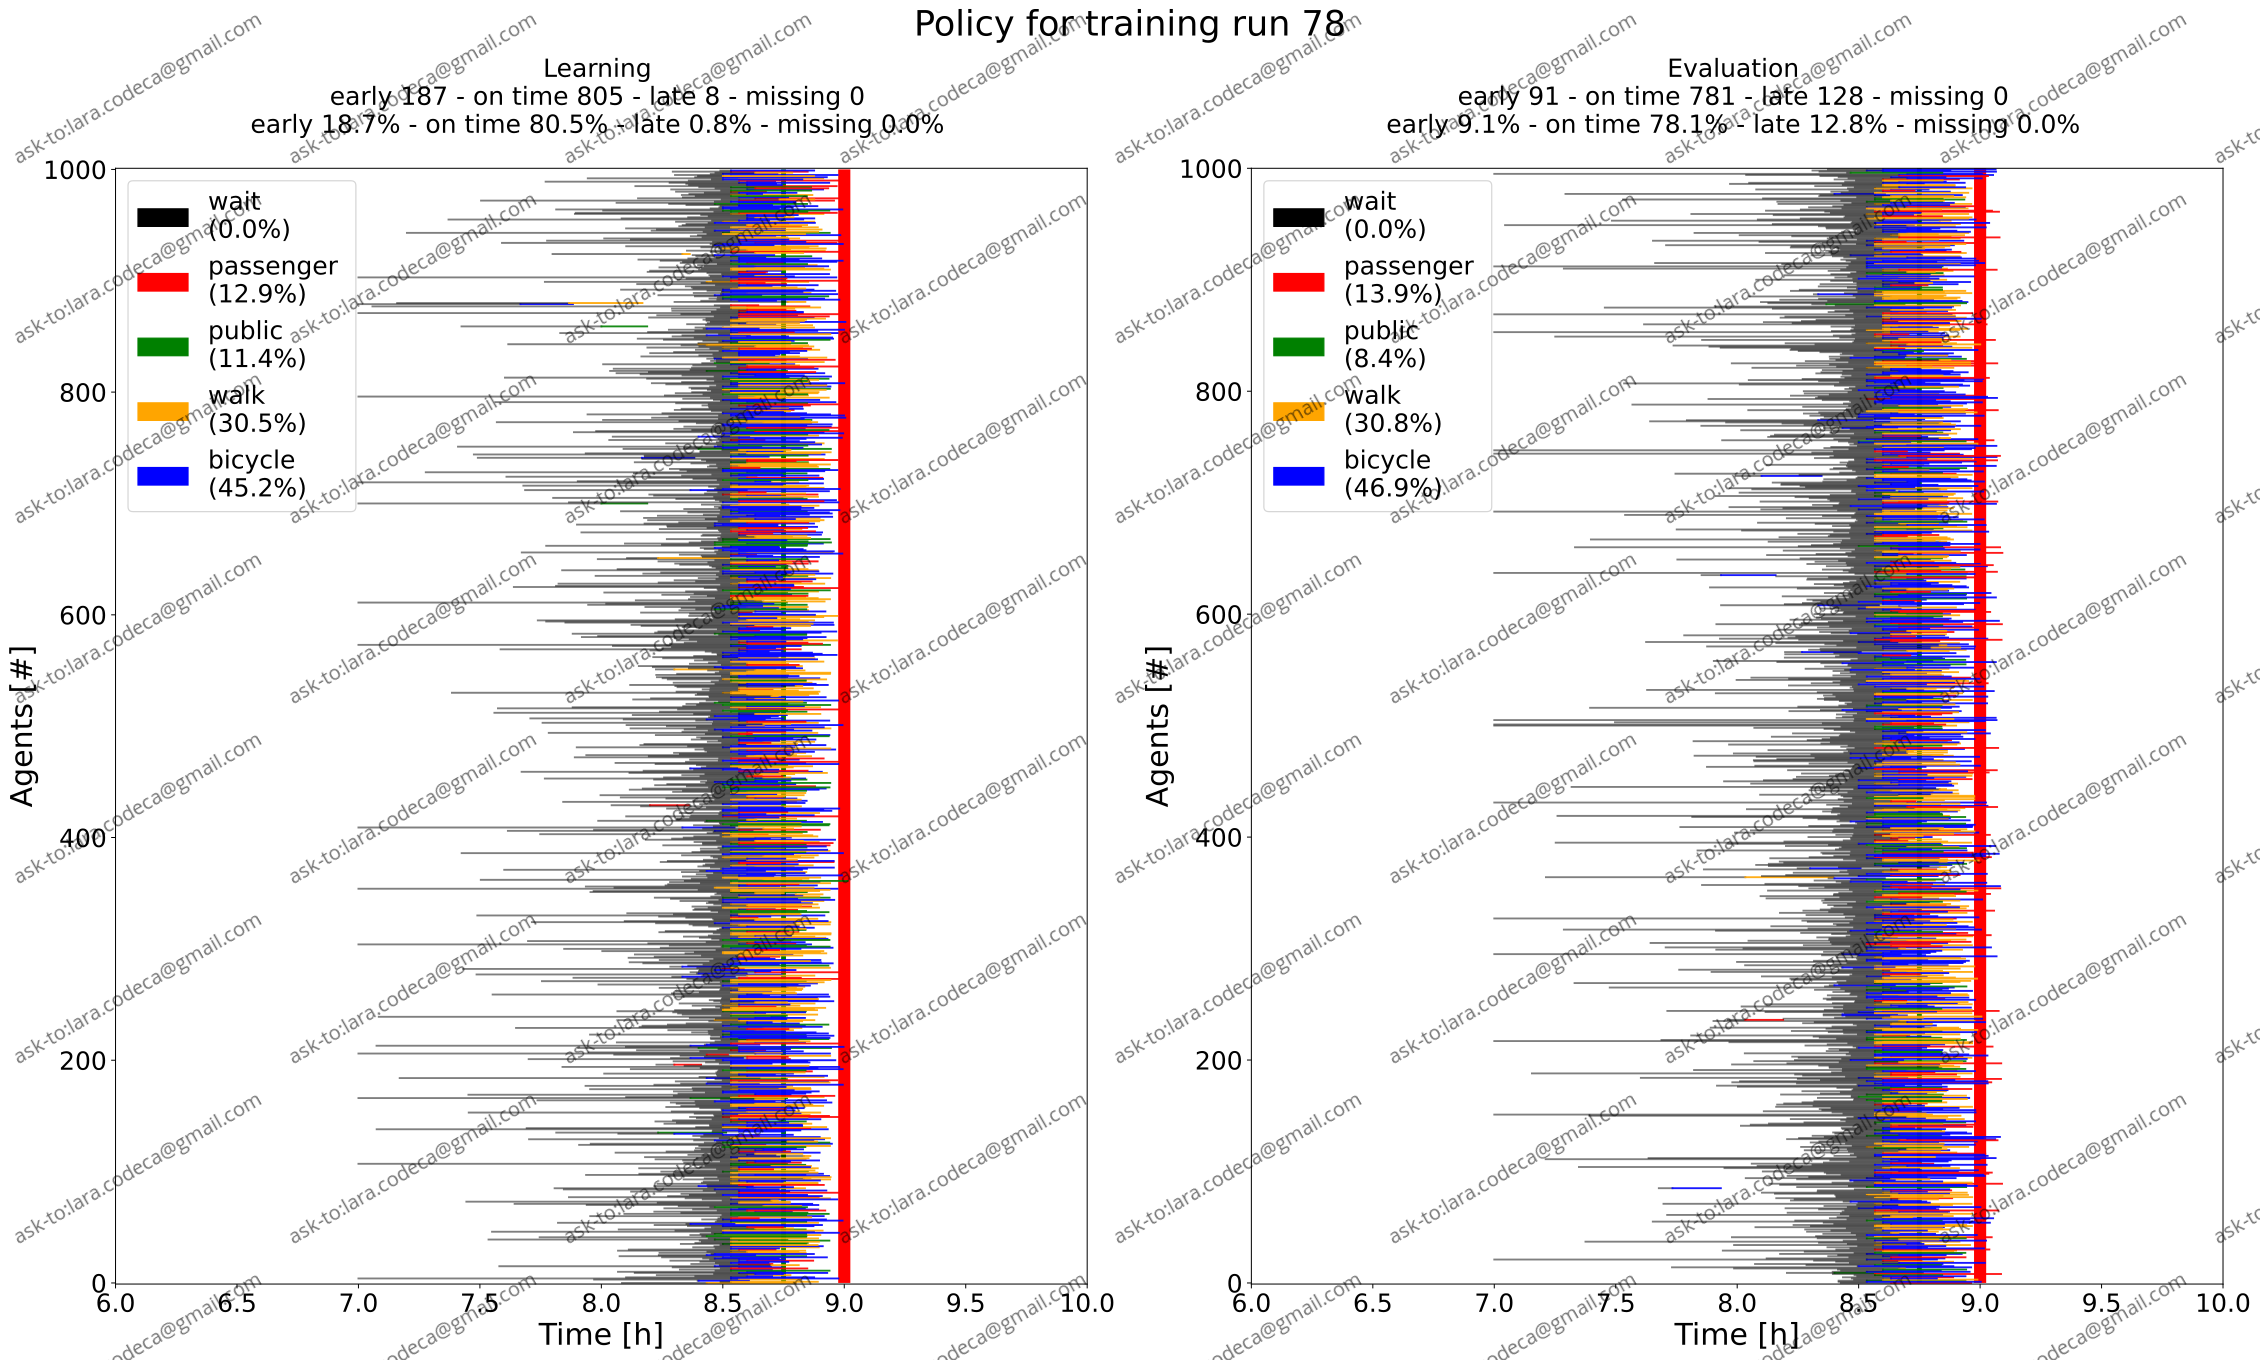 Policy for training run 78
Learning
early 187 - on time 805 - late 8 - missing 0
early 18.7% - on time 80.5% - late 0.8% - missing 0.0%
1000
800
600
400
200
0
Agents [#]
wait
(0.0%)
passenger
(12.9%)
public
(11.4%)
walk
(30.5%)
bicycle
(45.2%)
6.0 6.5 7.0 7.5 8.0 8.5 9.0 9.5 10.0
Time [h]
Evaluation
early 91 - on time 781 - late 128 - missing 0
early 9.1% - on time 78.1% - late 12.8% - missing 0.0%
1000
800
600
400
200
0
Agents [#]
wait
(0.0%)
passenger
(13.9%)
public
(8.4%)
walk
(30.8%)
bicycle
(46.9%)
6.0 6.5 7.0 7.5 8.0 8.5 9.0 9.5 10.0
Time [h]
ask-to:lara.codeca@gmail.com